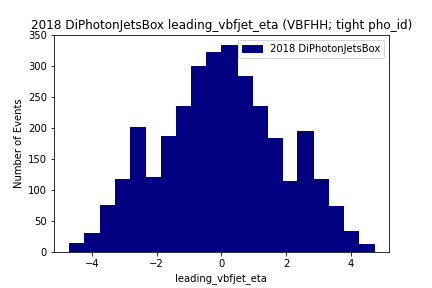 2018 DiPhotonJetsBox leading_vbfjet_eta (VBFHH; tight pho_id)
2018 DiPhotonJetsBox
350
300
250
200
150
100
50
0
Number of Events
−4 −2 0 2 4
leading_vbfjet_eta